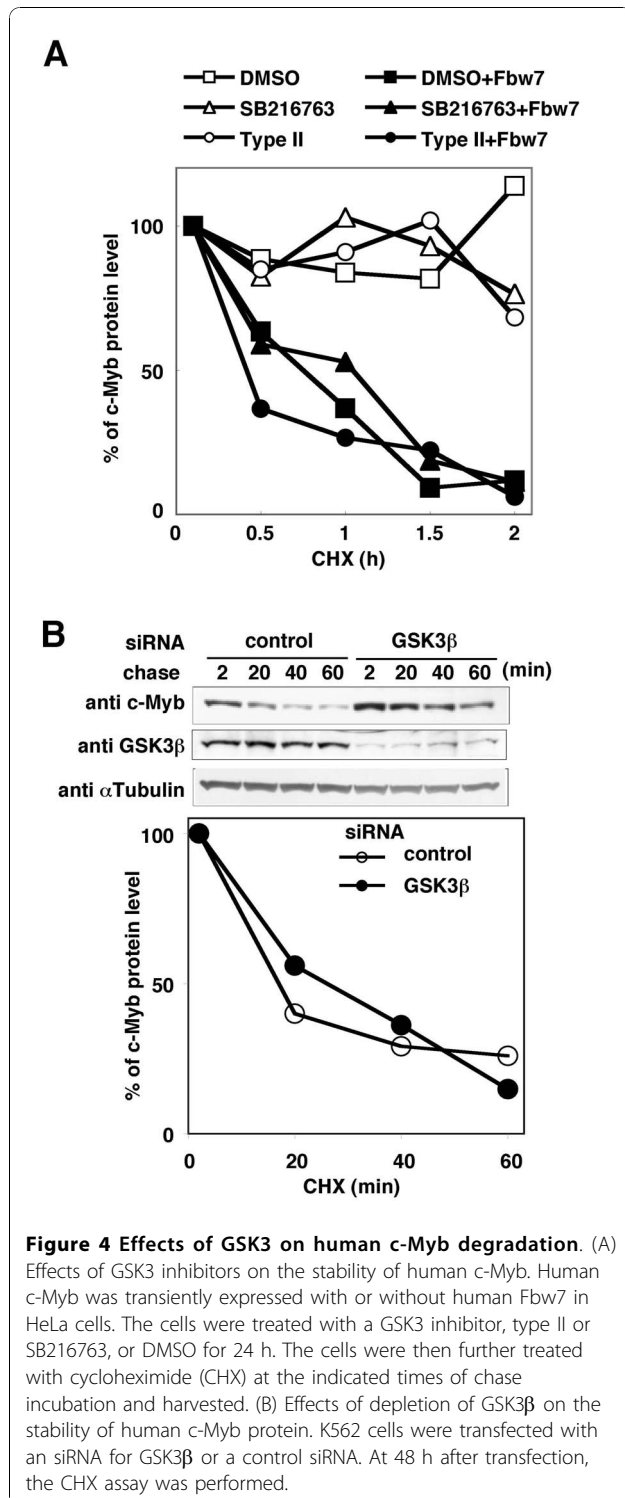 A
DMSO DMSO+Fbw7
SB216763 SB216763+Fbw7
Type II Type II+Fbw7
% of c-Myb protein level
100
50
0
0 0.5 1 1.5 2
CHX (h)
B
siRNA control GSK3β
chase 2 20 40 60 2 20 40 60 (min)
anti c-Myb
anti GSK3β
anti αTubulin
% of c-Myb protein level
100
50
0
siRNA
control
GSK3β
0 20 40 60
CHX (min)
Figure 4 Effects of GSK3 on human c-Myb degradation. (A)
Effects of GSK3 inhibitors on the stability of human c-Myb. Human
c-Myb was transiently expressed with or without human Fbw7 in
HeLa cells. The cells were treated with a GSK3 inhibitor, type II or
SB216763, or DMSO for 24 h. The cells were then further treated
with cycloheximide (CHX) at the indicated times of chase
incubation and harvested. (B) Effects of depletion of GSK3β on the
stability of human c-Myb protein. K562 cells were transfected with
an siRNA for GSK3β or a control siRNA. At 48 h after transfection,
the CHX assay was performed.